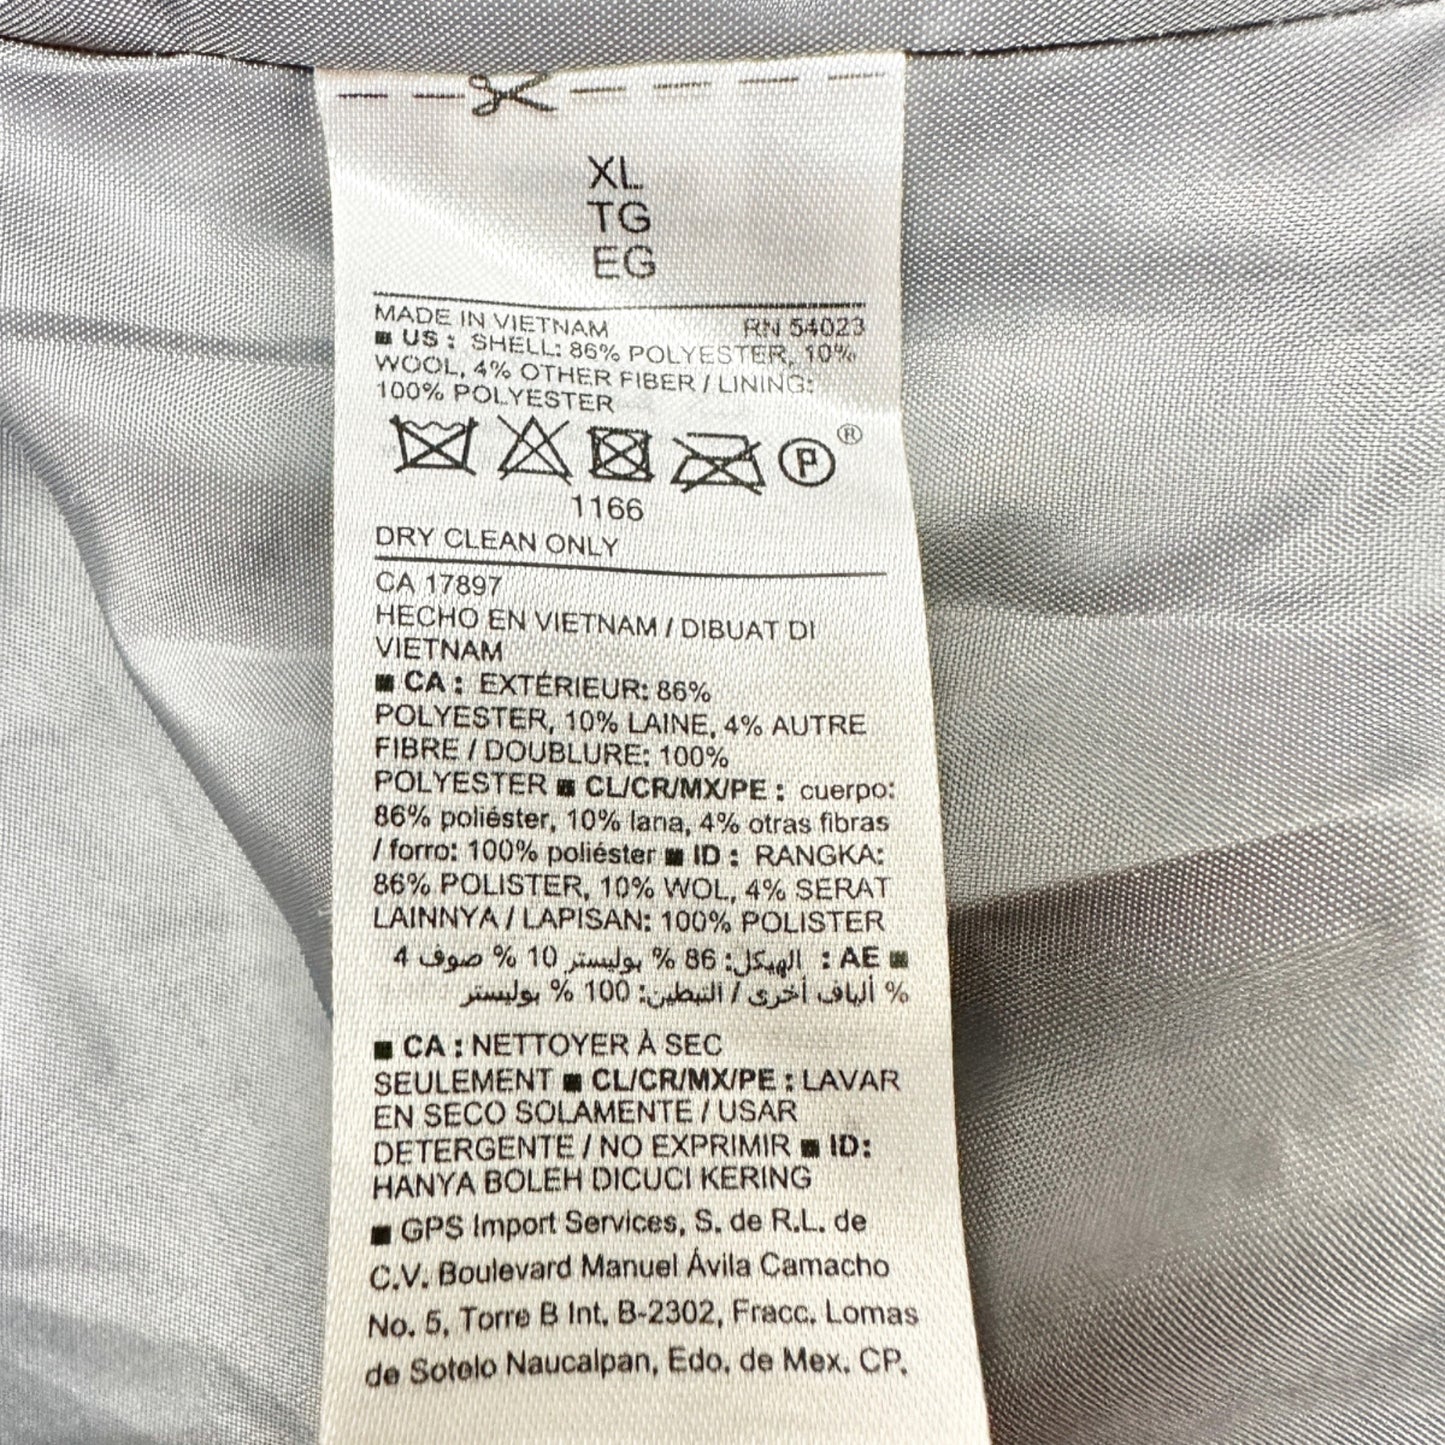 XL
TG
EG
MADE IN VIETNAM RN 54023
■ US : SHELL: 86% POLYESTER, 10%
WOOL, 4% OTHER FIBER / LINING:
100% POLYESTER
P ®
1166
DRY CLEAN ONLY
CA 17897
HECHO EN VIETNAM / DIBUAT DI
VIETNAM
■ CA : EXTÉRIEUR: 86%
POLYESTER, 10% LAINE, 4% AUTRE
FIBRE / DOUBLURE: 100%
POLYESTER ■ CL/CR/MX/PE : cuerpo:
86% poliéster, 10% lana, 4% otras fibras
/ forro: 100% poliéster ■ ID : RANGKA:
86% POLISTER, 10% WOL, 4% SERAT
LAINNYA / LAPISAN: 100% POLISTER
■ AE : الهيكل: 86 % بوليستر 10 % صوف 4
% ألياف أخرى / التبطين: 100 % بوليستر
■ CA : NETTOYER À SEC
SEULEMENT ■ CL/CR/MX/PE : LAVAR
EN SECO SOLAMENTE / USAR
DETERGENTE / NO EXPRIMIR ■ ID:
HANYA BOLEH DICUCI KERING
■ GPS Import Services, S. de R.L. de
C.V. Boulevard Manuel Ávila Camacho
No. 5, Torre B Int. B-2302, Fracc. Lomas
de Sotelo Naucalpan, Edo. de Mex. CP.